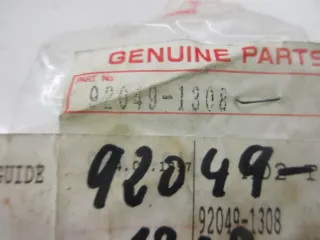 GENUINE PARTS
PART No.
92049-1308
GUIDE
92049-
92049-1308